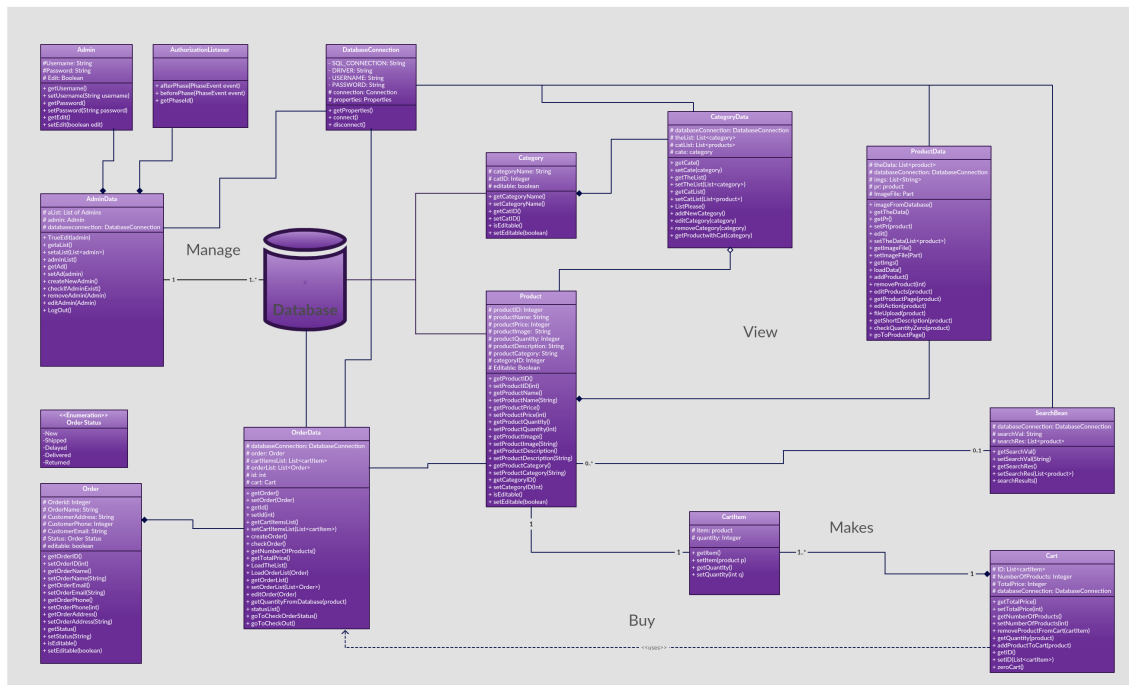 Admin
#Username: String
#Password: String
# Edit: Boolean
+ getUsername()
+ setUsername(String username)
+ getPassword()
+ setPassword(String password)
+ getEdit()
+ setEdit(boolean edit)
AuthorizationListener
+ afterPhase(PhaseEvent event)
+ beforePhase(PhaseEvent event)
+ getPhaseId()
DatabaseConnection
- SQL_CONNECTION: String
- DRIVER: String
- USERNAME: String
- PASSWORD: String
# connection: Connection
# properties: Properties
+ getProperties()
+ connect()
+ disconnect()
CategoryData
# databaseConnection: DatabaseConnection
# theList: List<category>
# catList: List<products>
# cate: category
+ getCate()
+ setCate(category)
+ getTheList()
+ setTheList(List<category>)
+ getCatList()
+ setCatList(List<product>)
+ ListPlease()
+ addNewCategory()
+ editCategory(category)
+ removeCategory(category)
+ getProductwithCat(category)
ProductData
# theData: List<product>
# databaseConnection: DatabaseConnection
# imgs: List<String>
# pr: product
# ImageFile: Part
+ imageFromDatabase()
+ getTheData()
+ getPr()
+ setPr(product)
+ edit()
+ setTheData(List<product>)
+ getImageFile()
+ setImageFile(Part)
+ getImgs()
+ loadData()
+ addProduct()
+ removeProduct(int)
+ editProducts(product)
+ getProductPage(product)
+ editAction(product)
+ fileUpload(product)
+ getShortDescription(product)
+ checkQuantityZero(product)
+ goToProductPage()
Category
# categoryName: String
# catID: Integer
# editable: boolean
+ getCategoryName()
+ setCategoryName()
+ getCatID()
+ setCatID()
+ isEditable()
+ setEditable(boolean)
AdminData
# aList: List of Admins
# admin: Admin
# databaseconnection: DatabaseConnection
+ TrueEdit(admin)
+ getaList()
+ setaList(List<admin>)
+ adminList()
+ getAd()
+ setAd(admin)
+ createNewAdmin()
+ checkIfAdminExist()
+ removeAdmin(Admin)
+ editAdmin(Admin)
+ LogOut()
Manage
1
1..*
Database
View
Product
# productID: Integer
# productName: String
# productPrice: Integer
# productImage: String
# productQuantity: Integer
# productDescription: String
# productCategory: String
# categoryID: Integer
# Editable: Boolean
+ getProductID()
+ setProductID(int)
+ getProductName()
+ setProductName(String)
+ getProductPrice()
+ setProductPrice(int)
+ getProductQuantity()
+ setProductQuantity(int)
+ getProductImage()
+ setProductImage(String)
+ getProductDescription()
+ setProductDescription(String)
+ getProductCategory()
+ setProductCategory(String)
+ getCategoryID()
+ setCategoryID(int)
+ isEditable()
+ setEditable(boolean)
0..*
0.1
SearchBean
# databaseConnection: DatabaseConnection
# searchVal: String
# searchRes: List<product>
+ getSearchVal()
+ setSearchVal(String)
+ getSearchRes()
+ setSearchRes(List<product>)
+ searchResults()
<<Enumeration>>
Order Status
-New
-Shipped
-Delayed
-Delivered
-Returned
OrderData
# databaseConnection: DatabaseConnection
# order: Order
# cartItemsList: List<cartItem>
# orderList: List<Order>
# id: int
# cart: Cart
+ getOrder()
+ setOrder(Order)
+ getId()
+ setId(int)
+ getCartItemsList()
+ setCartItemsList(List<cartItem>)
+ createOrder()
+ checkOrder()
+ getNumberOfProducts()
+ getTotalPrice()
+ LoadTheList()
+ LoadOrderList(Order)
+ getOrderList()
+ setOrderList(List<Order>)
+ editOrder(Order)
+ getQuantityFromDatabase(product)
+ statusList()
+ goToCheckOrderStatus()
+ goToCheckOut()
Order
# OrderId: Integer
# OrderName: String
# CustomerAddress: String
# CustomerPhone: Integer
# CustomerEmail: String
# Status: Order Status
# editable: boolean
+ getOrderID()
+ setOrderID(int)
+ getOrderName()
+ setOrderName(String)
+ getOrderEmail()
+ setOrderEmail(String)
+ getOrderPhone()
+ setOrderPhone(int)
+ getOrderAddress()
+ setOrderAddress(String)
+ getStatus()
+ setStatus(String)
+ isEditable()
+ setEditable(boolean)
1
1
CartItem
# item: product
# quantity: Integer
+ getItem()
+ setItem(product p)
+ getQuantity()
+ setQuantity(int q)
1..*
Makes
1
Cart
# ID: List<cartItem>
# NumberOfProducts: Integer
# TotalPrice: Integer
# databaseConnection: DatabaseConnection
+ getTotalPrice()
+ setTotalPrice(int)
+ getNumberOfProducts()
+ setNumberOfProducts(int)
+ removeProductFromCart(cartItem)
+ getQuantity(product)
+ addProductToCart(product)
+ getID()
+ setID(List<cartItem>)
+ zeroCart()
Buy
<<uses>>